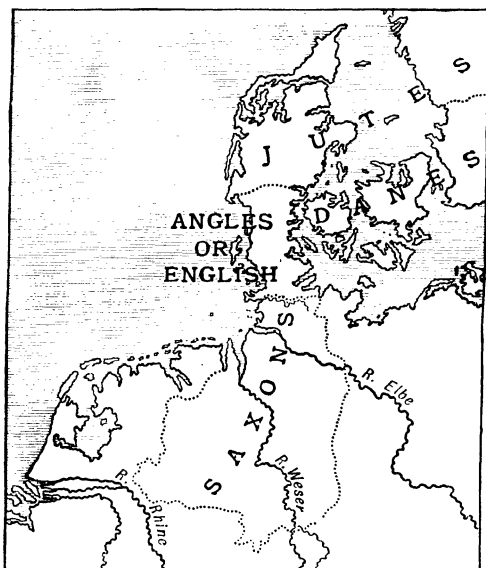 JUTES
DANES
ANGLES
OR
ENGLISH
SAXONS
R. Elbe
R. Weser
R. Rhine